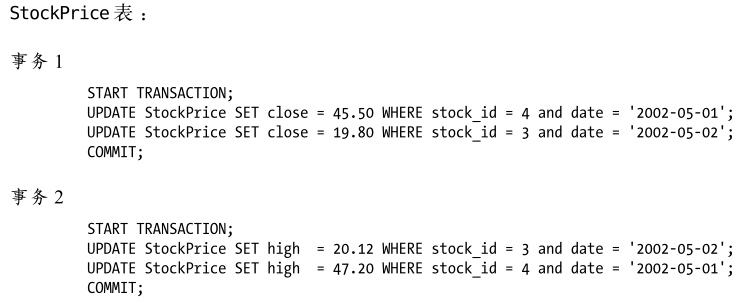 StockPrice 表：
事务 1
START TRANSACTION;
UPDATE StockPrice SET close = 45.50 WHERE stock_id = 4 and date = '2002-05-01';
UPDATE StockPrice SET close = 19.80 WHERE stock_id = 3 and date = '2002-05-02';
COMMIT;
事务 2
START TRANSACTION;
UPDATE StockPrice SET high  = 20.12 WHERE stock_id = 3 and date = '2002-05-02';
UPDATE StockPrice SET high  = 47.20 WHERE stock_id = 4 and date = '2002-05-01';
COMMIT;